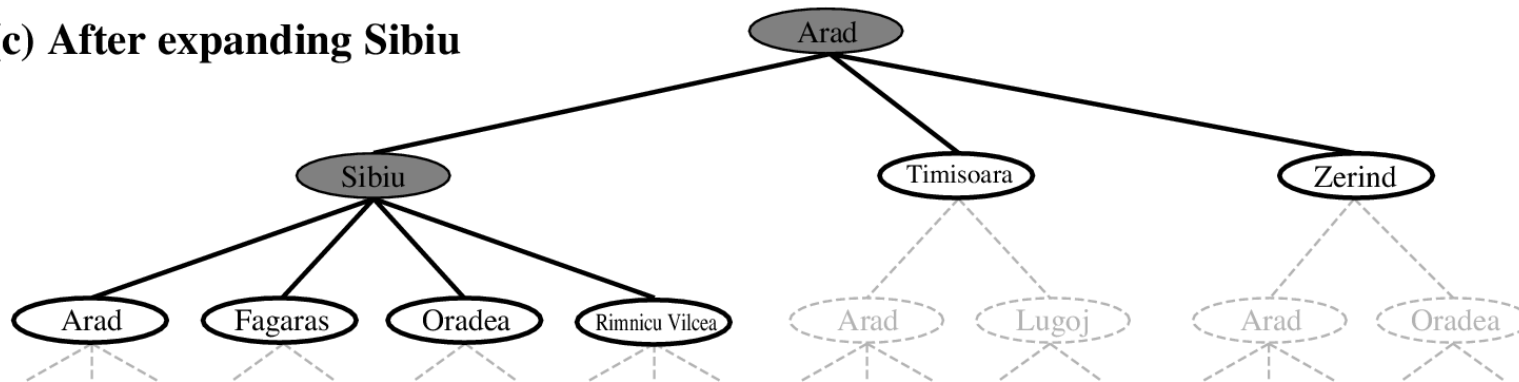 (c) After expanding Sibiu
Arad
Sibiu
Timisoara
Zerind
Arad
Fagaras
Oradea
Rimnicu Vilcea
Arad
Lugoj
Arad
Oradea